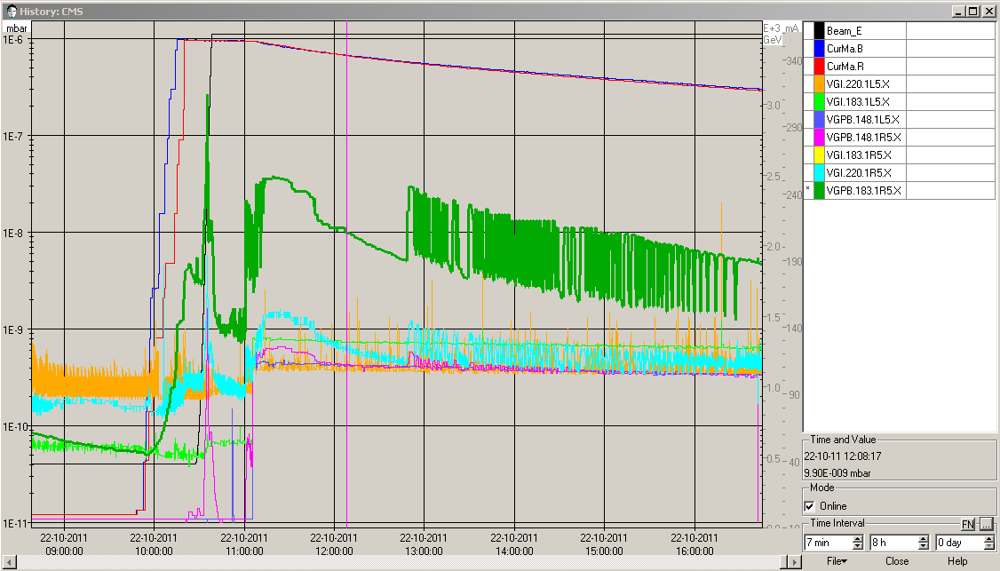 History: CMS
mbar
E+3 mA
GeV
1E-6
1E-7
1E-8
1E-9
1E-10
1E-11
3.0
2.5
2.0
1.5
1.0
0.5
340
290
240
190
140
90
40
22-10-2011 22-10-2011 22-10-2011 22-10-2011 22-10-2011 22-10-2011 22-10-2011 22-10-2011
09:00:00 10:00:00 11:00:00 12:00:00 13:00:00 14:00:00 15:00:00 16:00:00
Beam_E
CurMa.B
CurMa.R
VGI.220.1L5.X
VGI.183.1L5.X
VGPB.148.1L5.X
VGPB.148.1R5.X
VGI.183.1R5.X
VGI.220.1R5.X
* VGPB.183.1R5.X
Time and Value
22-10-11 12:08:17
9.90E-009 mbar
Mode
Online
Time Interval FN ...
7 min 8 h 0 day
File Close Help